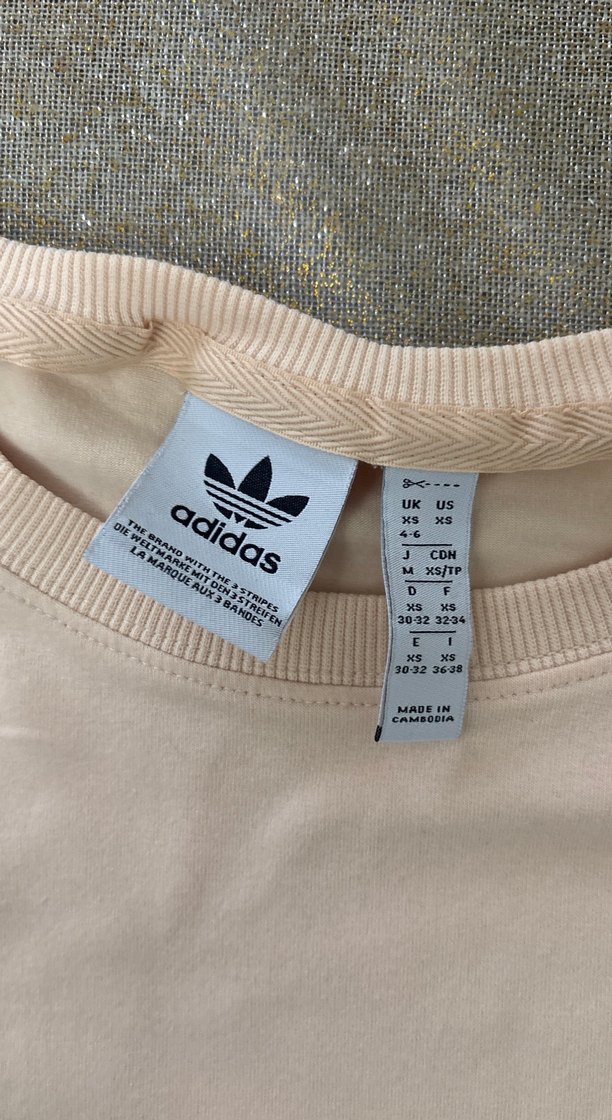 adidas
THE BRAND WITH THE 3 STRIPES
DIE WELTMARKE MIT DEN 3 STREIFEN
LA MARQUE AUX 3 BANDES
UK US
XS XS
4-6
J CDN
M XS/TP
D F
XS XS
30-32 32-34
E I
XS XS
30-32 36-38
MADE IN
CAMBODIA